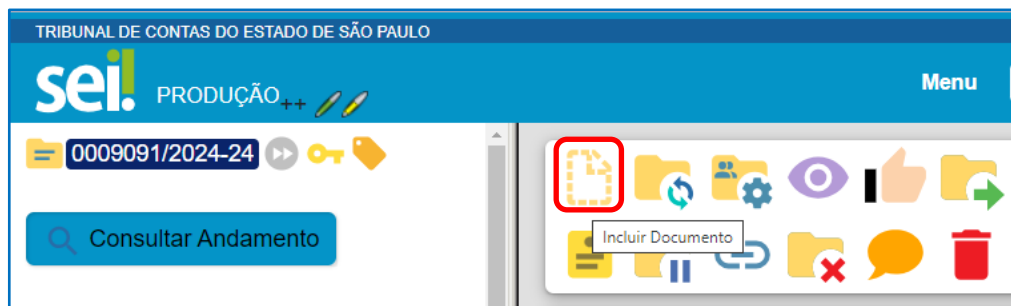 TRIBUNAL DE CONTAS DO ESTADO DE SÃO PAULO
sei! PRODUÇÃO++
Menu
0009091/2024-24
Consultar Andamento
Incluir Documento